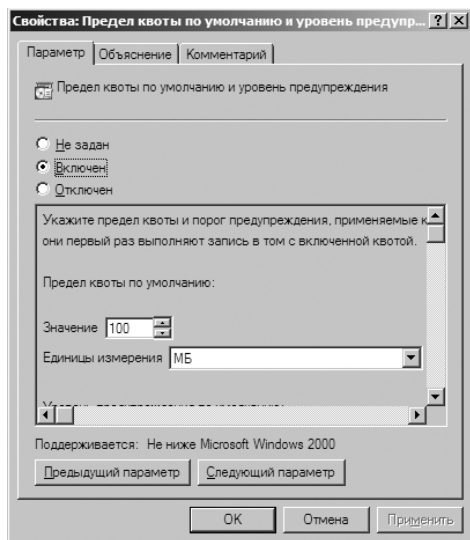 Свойства: Предел квоты по умолчанию и уровень предупр...
Параметр Объяснение Комментарий
Предел квоты по умолчанию и уровень предупреждения
Не задан
Включен
Отключен
Укажите предел квоты и порог предупреждения, применяемые к
они первый раз выполняют запись в том с включенной квотой.
Предел квоты по умолчанию:
Значение 100
Единицы измерения МБ
Поддерживается: Не ниже Microsoft Windows 2000
Предыдущий параметр Следующий параметр
OK Отмена Применить